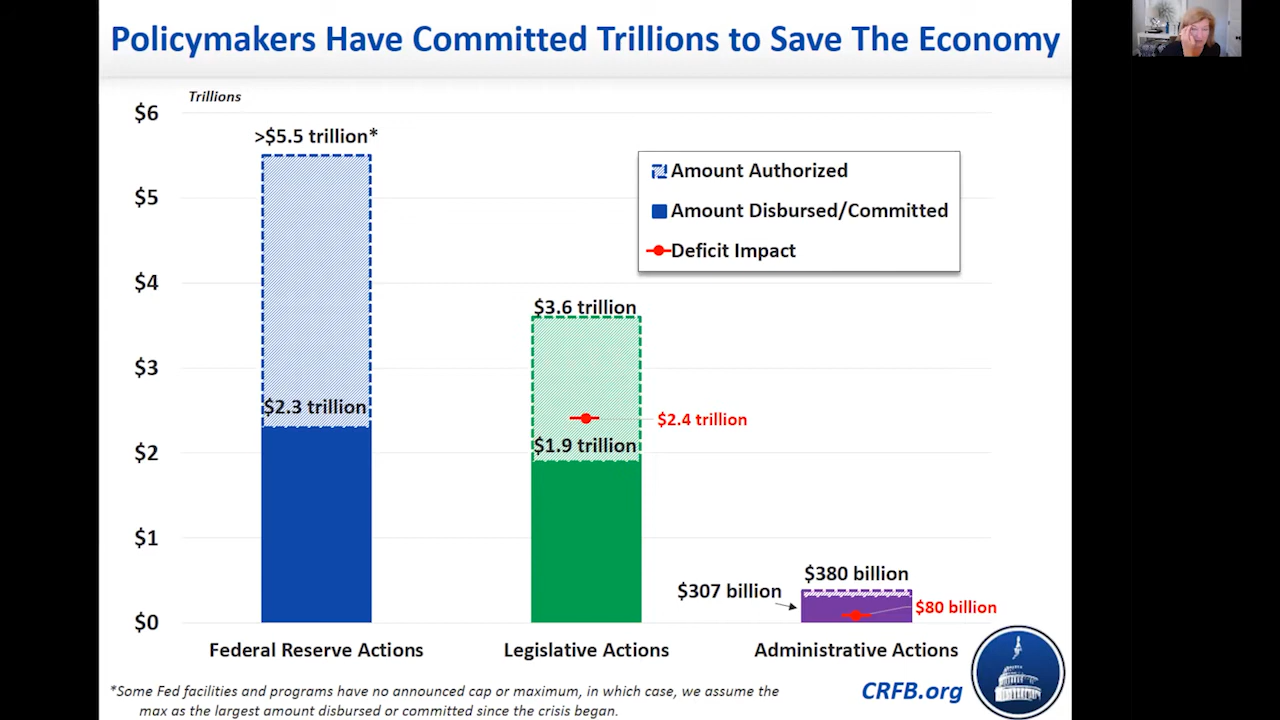 Policymakers Have Committed Trillions to Save The Economy
Trillions
$6
>$5.5 trillion*
Amount Authorized
$5
Amount Disbursed/Committed
Deficit Impact
$4
$3.6 trillion
$3
$2.3 trillion
$2.4 trillion
$1.9 trillion
$2
$1
$380 billion
$307 billion
$80 billion
$0
Federal Reserve Actions
Legislative Actions
Administrative Actions
*Some Fed facilities and programs have no announced cap or maximum, in which case, we assume the
max as the largest amount disbursed or committed since the crisis began.
CRFB.org